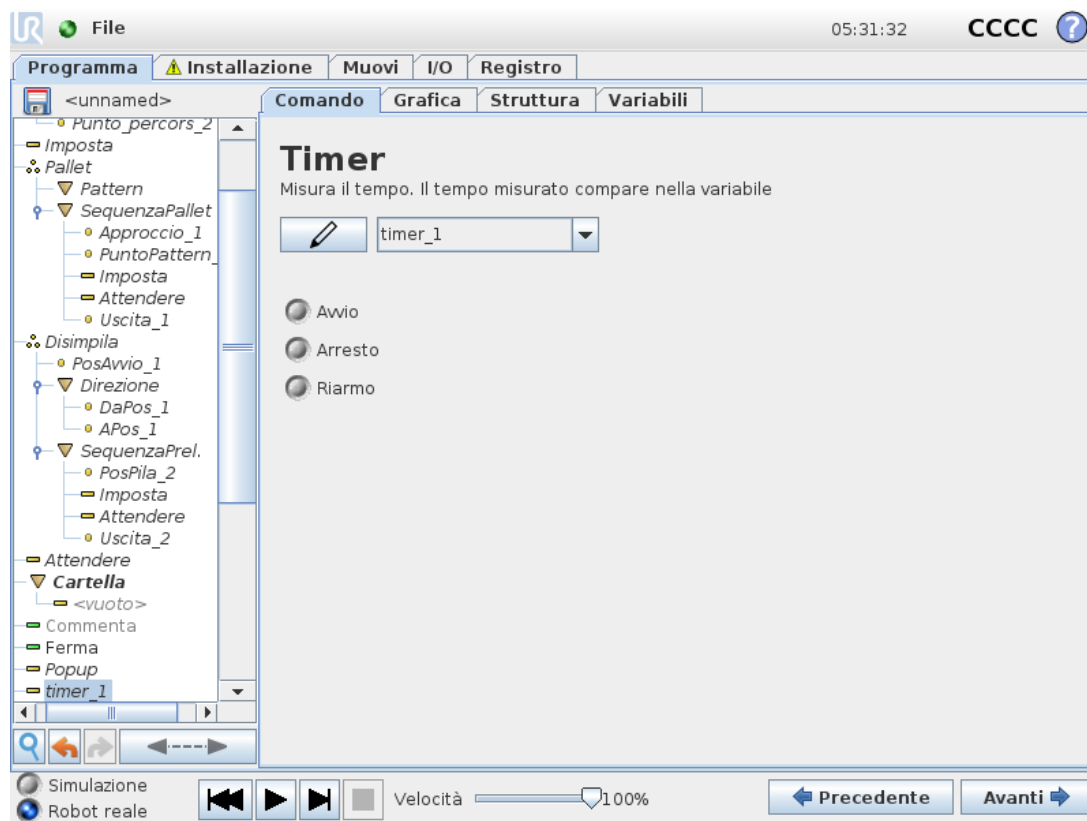 UR File 05:31:32 CCCC ?
Programma Installazione Muovi I/O Registro
<unnamed> Comando Grafica Struttura Variabili
Punto_percors_2
Imposta
Pallet
Pattern
SequenzaPallet
Approccio_1
PuntoPattern_
Imposta
Attendere
Uscita_1
Disimpila
PosAvvio_1
Direzione
DaPos_1
APos_1
SequenzaPrel.
PosPila_2
Imposta
Attendere
Uscita_2
Attendere
Cartella
<vuoto>
Commenta
Ferma
Popup
timer_1
Timer
Misura il tempo. Il tempo misurato compare nella variabile
timer_1
Avvio
Arresto
Riarmo
Simulazione
Robot reale
Velocità 100%
Precedente Avanti